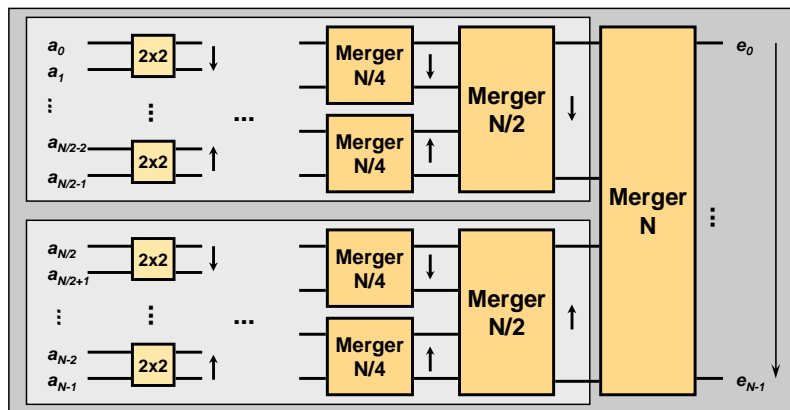 a0
2x2
a1
...
...
...
aN/2-2
2x2
aN/2-1
Merger
N/4
Merger
N/4
Merger
N/2
aN/2
2x2
aN/2+1
...
...
...
aN-2
2x2
aN-1
Merger
N/4
Merger
N/4
Merger
N/2
Merger
N
e0
...
eN-1